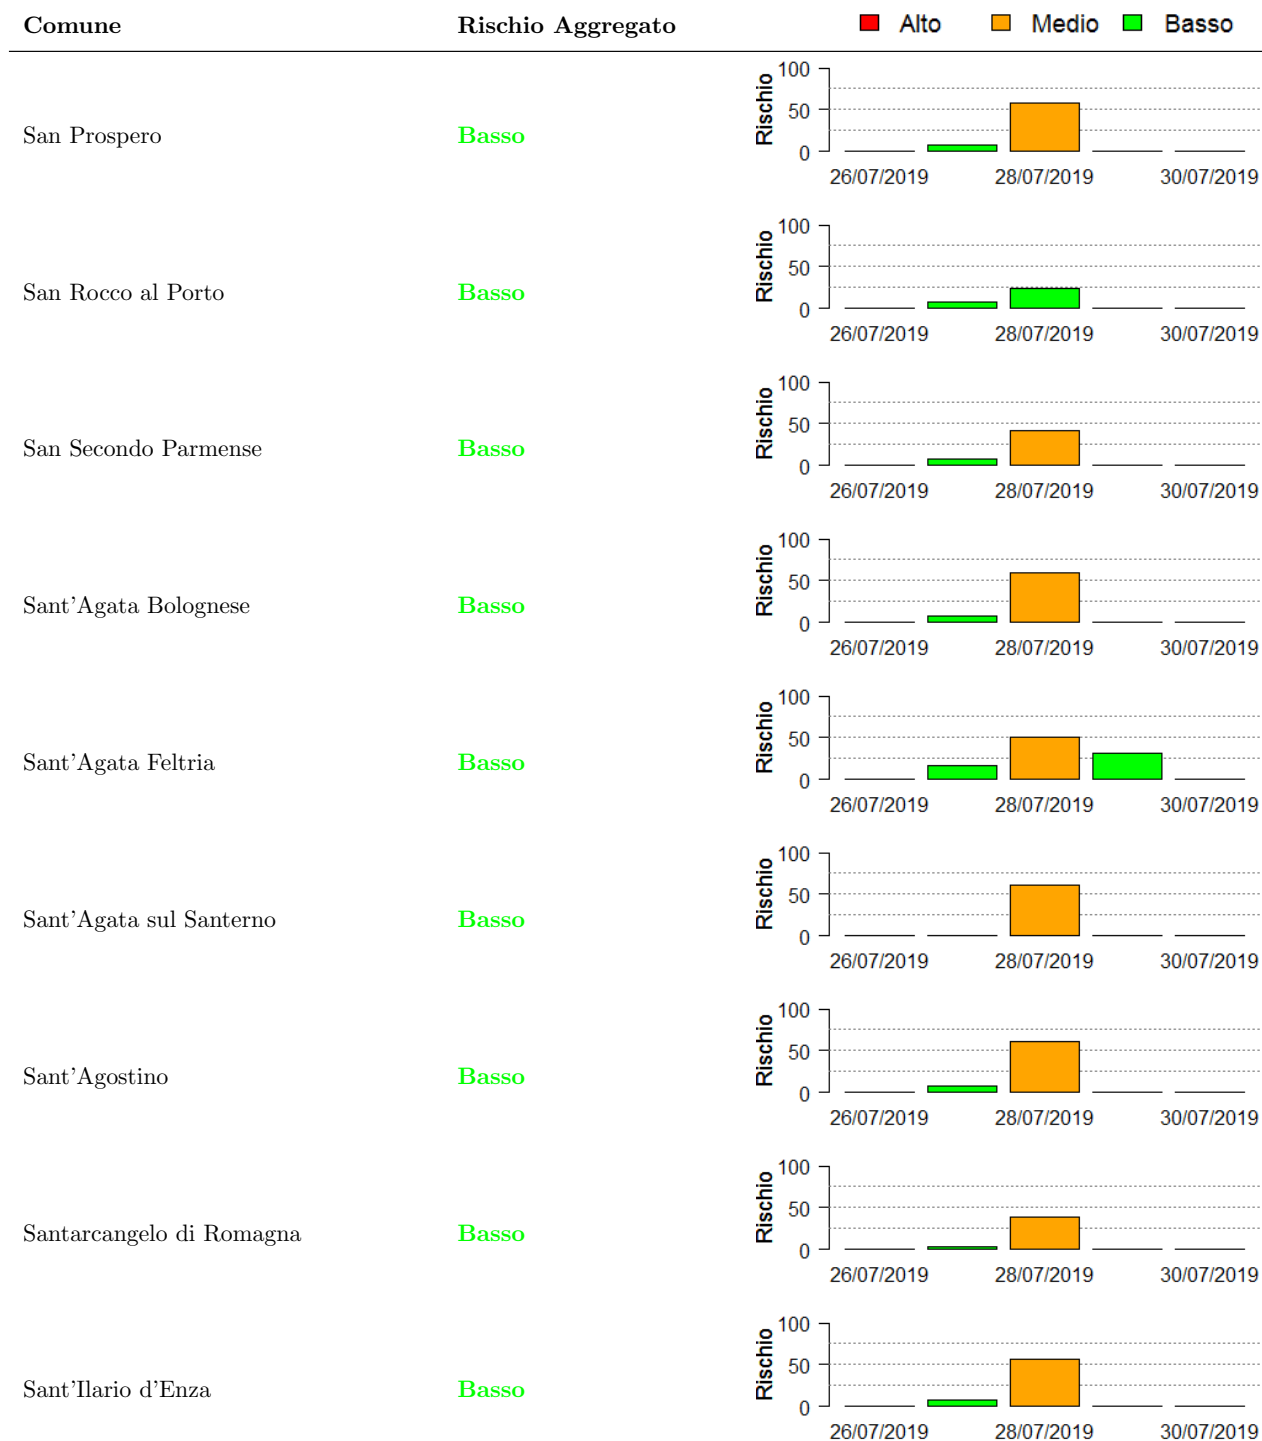 Comune Rischio Aggregato Alto Medio Basso
San Prospero Basso
Rischio
100
50
0
26/07/2019 28/07/2019 30/07/2019
San Rocco al Porto Basso
Rischio
100
50
0
26/07/2019 28/07/2019 30/07/2019
San Secondo Parmense Basso
Rischio
100
50
0
26/07/2019 28/07/2019 30/07/2019
Sant'Agata Bolognese Basso
Rischio
100
50
0
26/07/2019 28/07/2019 30/07/2019
Sant'Agata Feltria Basso
Rischio
100
50
0
26/07/2019 28/07/2019 30/07/2019
Sant'Agata sul Santerno Basso
Rischio
100
50
0
26/07/2019 28/07/2019 30/07/2019
Sant'Agostino Basso
Rischio
100
50
0
26/07/2019 28/07/2019 30/07/2019
Santarcangelo di Romagna Basso
Rischio
100
50
0
26/07/2019 28/07/2019 30/07/2019
Sant'Ilario d'Enza Basso
Rischio
100
50
0
26/07/2019 28/07/2019 30/07/2019